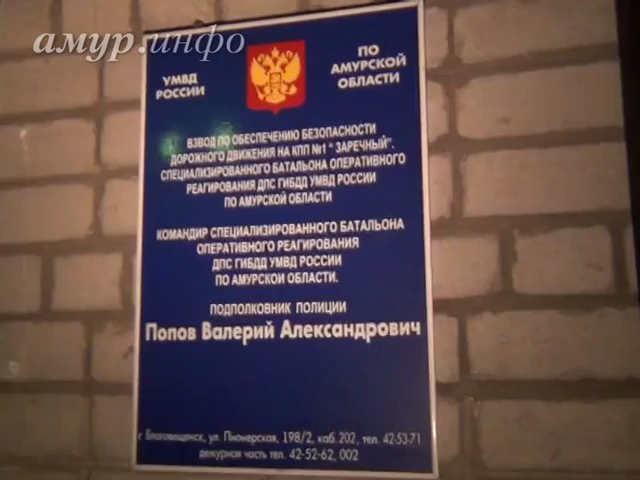 амур.инфо
УМВД
РОССИИ
ПО
АМУРСКОЙ
ОБЛАСТИ
ВЗВОД ПО ОБЕСПЕЧЕНИЮ БЕЗОПАСНОСТИ
ДОРОЖНОГО ДВИЖЕНИЯ НА КПП №1 " ЗАРЕЧНЫЙ".
СПЕЦИАЛИЗИРОВАННОГО БАТАЛЬОНА ОПЕРАТИВНОГО
РЕАГИРОВАНИЯ ДПС ГИБДД УМВД РОССИИ
ПО АМУРСКОЙ ОБЛАСТИ
КОМАНДИР СПЕЦИАЛИЗИРОВАННОГО БАТАЛЬОНА
ОПЕРАТИВНОГО РЕАГИРОВАНИЯ
ДПС ГИБДД УМВД РОССИИ
ПО АМУРСКОЙ ОБЛАСТИ.
ПОДПОЛКОВНИК ПОЛИЦИИ
Попов Валерий Александрович
г Благовещенск, ул. Пионерская, 198/2, каб. 202, тел. 42-53-71
дежурная часть тел. 42-52-62, 002